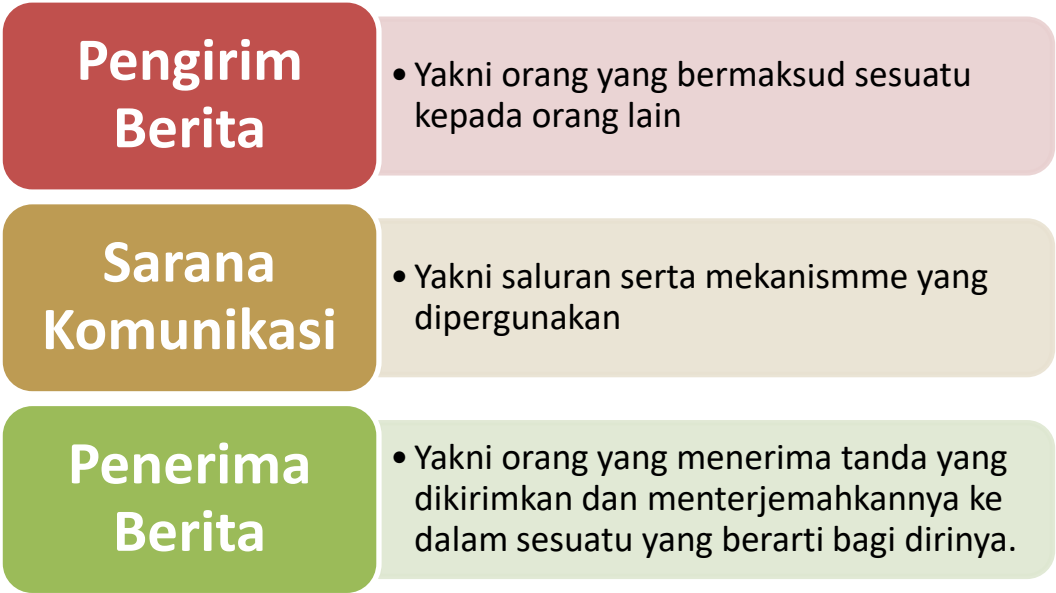 Pengirim
Berita
• Yakni orang yang bermaksud sesuatu
kepada orang lain
Sarana
Komunikasi
• Yakni saluran serta mekanismme yang
dipergunakan
Penerima
Berita
• Yakni orang yang menerima tanda yang
dikirimkan dan menterjemahkannya ke
dalam sesuatu yang berarti bagi dirinya.